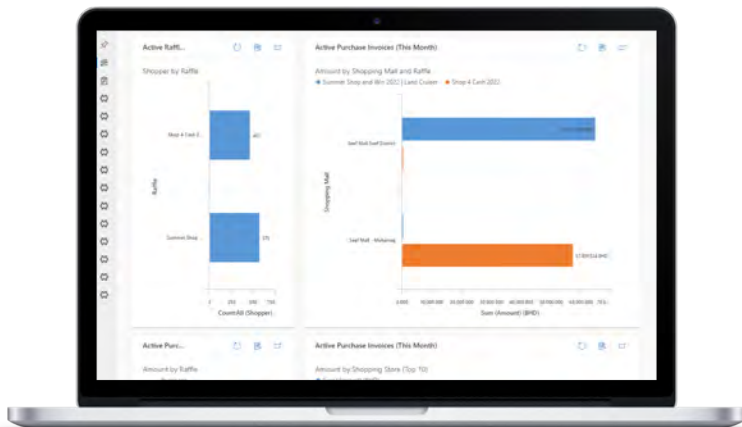 Active Raffl...
Shopper by Raffle
Shop 4 Cash 2...
Summer Shop ...
Raffle
0 250 500 750
CountAll (Shopper)
Active Purchase Invoices (This Month)
Amount by Shopping Mall and Raffle
Summer Shop and Win 2022 | Land Cruiser Shop 4 Cash 2022
Seef Mall Seef District
Seef Mall - Muharraq
Shopping Mall
0.000
Sum (Amount) (BHD)
Active Purc...
Amount by Raffle
Active Purchase Invoices (This Month)
Amount by Shopping Store (Top 10)